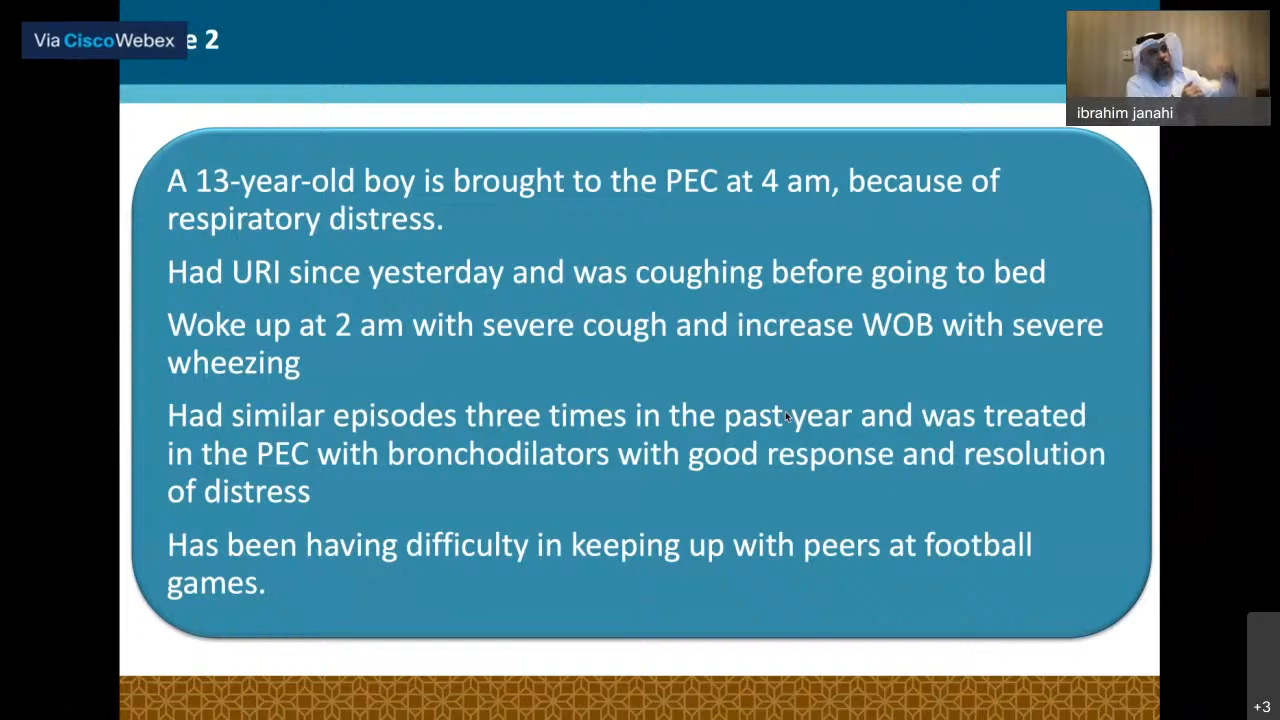 Via CiscoWebex
e 2
ibrahim janahi
A 13-year-old boy is brought to the PEC at 4 am, because of
respiratory distress.
Had URI since yesterday and was coughing before going to bed
Woke up at 2 am with severe cough and increase WOB with severe
wheezing
Had similar episodes three times in the past year and was treated
in the PEC with bronchodilators with good response and resolution
of distress
Has been having difficulty in keeping up with peers at football
games.
+3